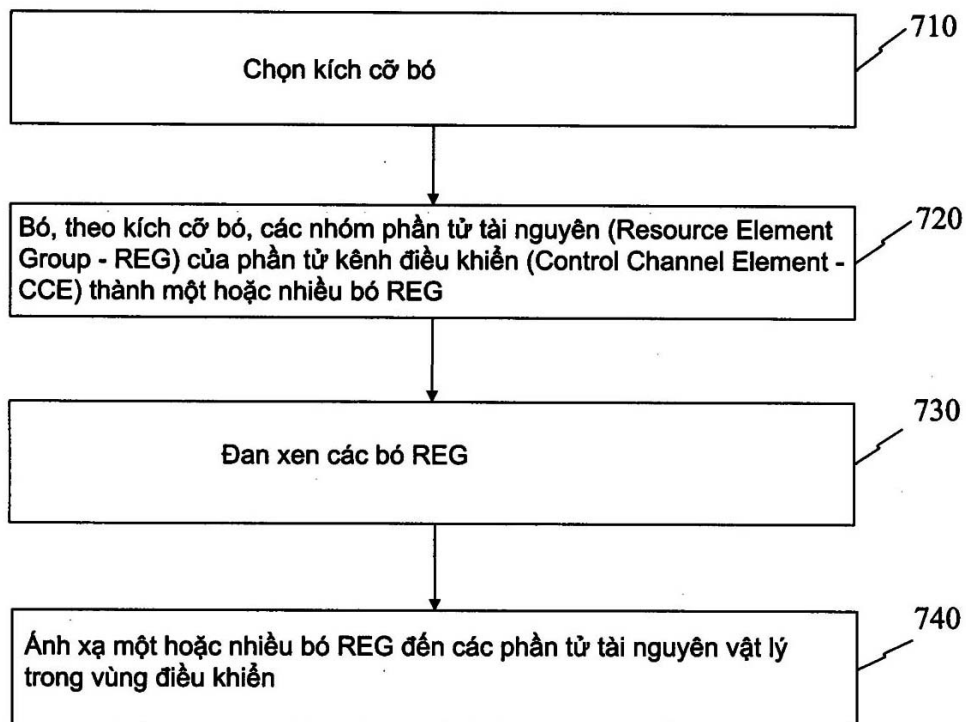 710
Chọn kích cỡ bó
720
Bó, theo kích cỡ bó, các nhóm phần tử tài nguyên (Resource Element
Group - REG) của phần tử kênh điều khiển (Control Channel Element -
CCE) thành một hoặc nhiều bó REG
730
Đan xen các bó REG
740
Ánh xạ một hoặc nhiều bó REG đến các phần tử tài nguyên vật lý
trong vùng điều khiển